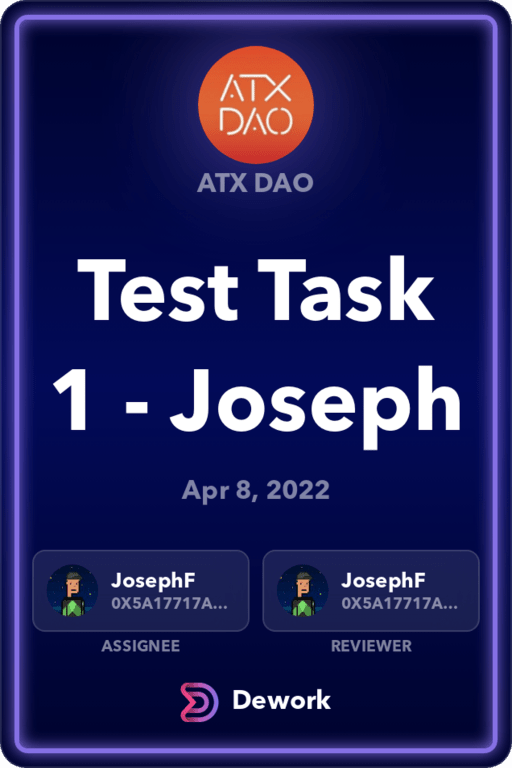 ATX
DAO
ATX DAO
Test Task
1 - Joseph
Apr 8, 2022
JosephF
0X5A17717A...
JosephF
0X5A17717A...
ASSIGNEE
REVIEWER
Dework